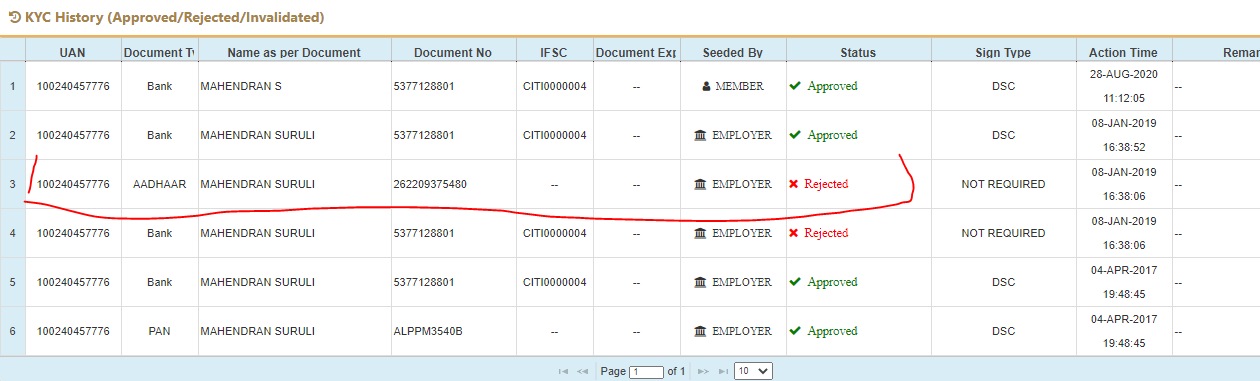 KYC History (Approved/Rejected/Invalidated)
UAN Document Ty Name as per Document Document No IFSC Document Exp Seeded By Status Sign Type Action Time Remar
1 100240457776 Bank MAHENDRAN S 5377128801 CITI0000004 -- MEMBER Approved DSC 28-AUG-2020 11:12:05 --
2 100240457776 Bank MAHENDRAN SURULI 5377128801 CITI0000004 -- EMPLOYER Approved DSC 08-JAN-2019 16:38:52 --
3 100240457776 AADHAAR MAHENDRAN SURULI 262209375480 -- -- EMPLOYER Rejected NOT REQUIRED 08-JAN-2019 16:38:06 --
4 100240457776 Bank MAHENDRAN SURULI 5377128801 CITI0000004 -- EMPLOYER Rejected NOT REQUIRED 08-JAN-2019 16:38:06 --
5 100240457776 Bank MAHENDRAN SURULI 5377128801 CITI0000004 -- EMPLOYER Approved DSC 04-APR-2017 19:48:45 --
6 100240457776 PAN MAHENDRAN SURULI ALPPM3540B -- -- EMPLOYER Approved DSC 04-APR-2017 19:48:45 --
Page 1 of 1 10